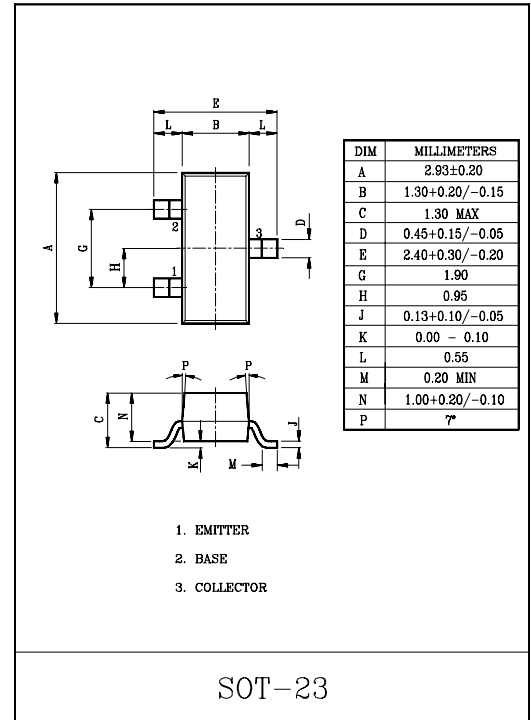 E
L B L
A
G
H
D
2
3
1
DIM MILLIMETERS
A 2.93±0.20
B 1.30+0.20/−0.15
C 1.30 MAX
D 0.45+0.15/−0.05
E 2.40+0.30/−0.20
G 1.90
H 0.95
J 0.13+0.10/−0.05
K 0.00 − 0.10
L 0.55
M 0.20 MIN
N 1.00+0.20/−0.10
P 7°
P P
C
N
K
M
J
1. EMITTER
2. BASE
3. COLLECTOR
SOT−23